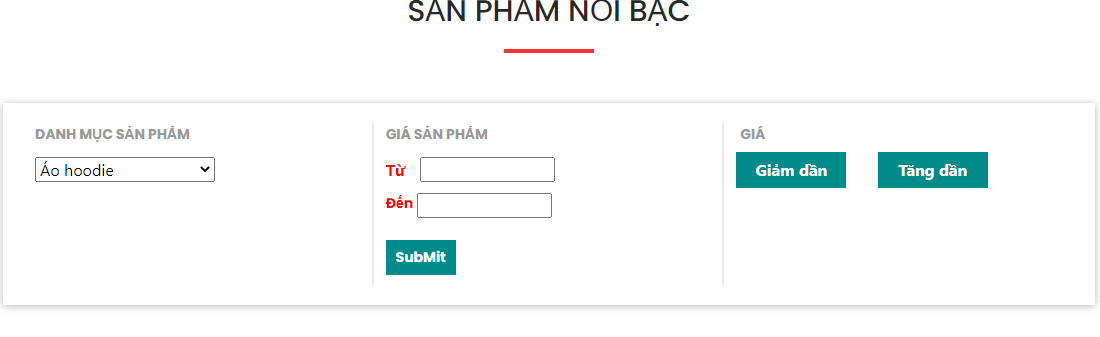 SẢN PHẨM NỔI BẬC
DANH MỤC SẢN PHẨM
Áo hoodie
GIÁ SẢN PHẨM
Từ
Đến
SubMit
GIÁ
Giảm dần
Tăng dần